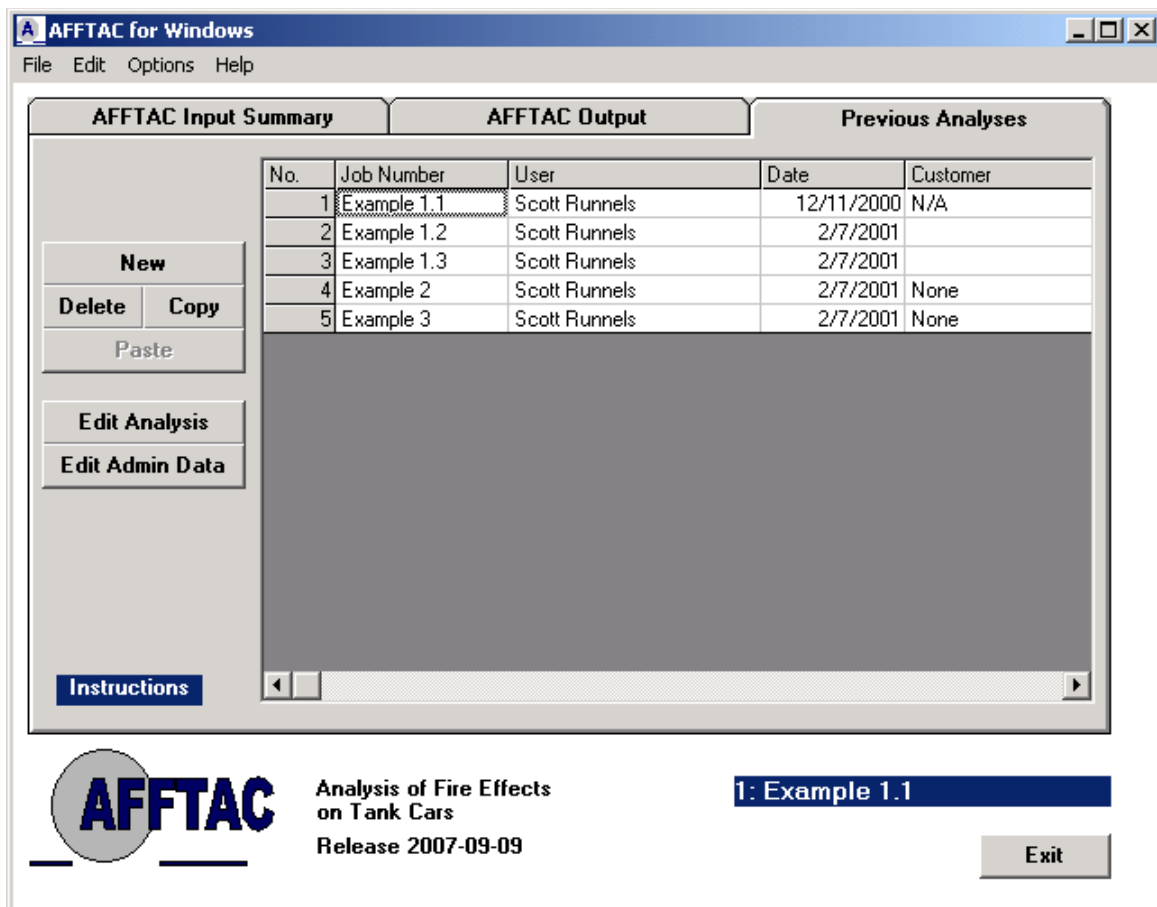 A AFFTAC for Windows
File Edit Options Help
AFFTAC Input Summary AFFTAC Output Previous Analyses
No. Job Number User Date Customer
1 Example 1.1 Scott Runnels 12/11/2000 N/A
2 Example 1.2 Scott Runnels 2/7/2001
3 Example 1.3 Scott Runnels 2/7/2001
4 Example 2 Scott Runnels 2/7/2001 None
5 Example 3 Scott Runnels 2/7/2001 None
New
Delete Copy
Paste
Edit Analysis
Edit Admin Data
Instructions
AFFTAC
Analysis of Fire Effects
on Tank Cars
Release 2007-09-09
1: Example 1.1
Exit